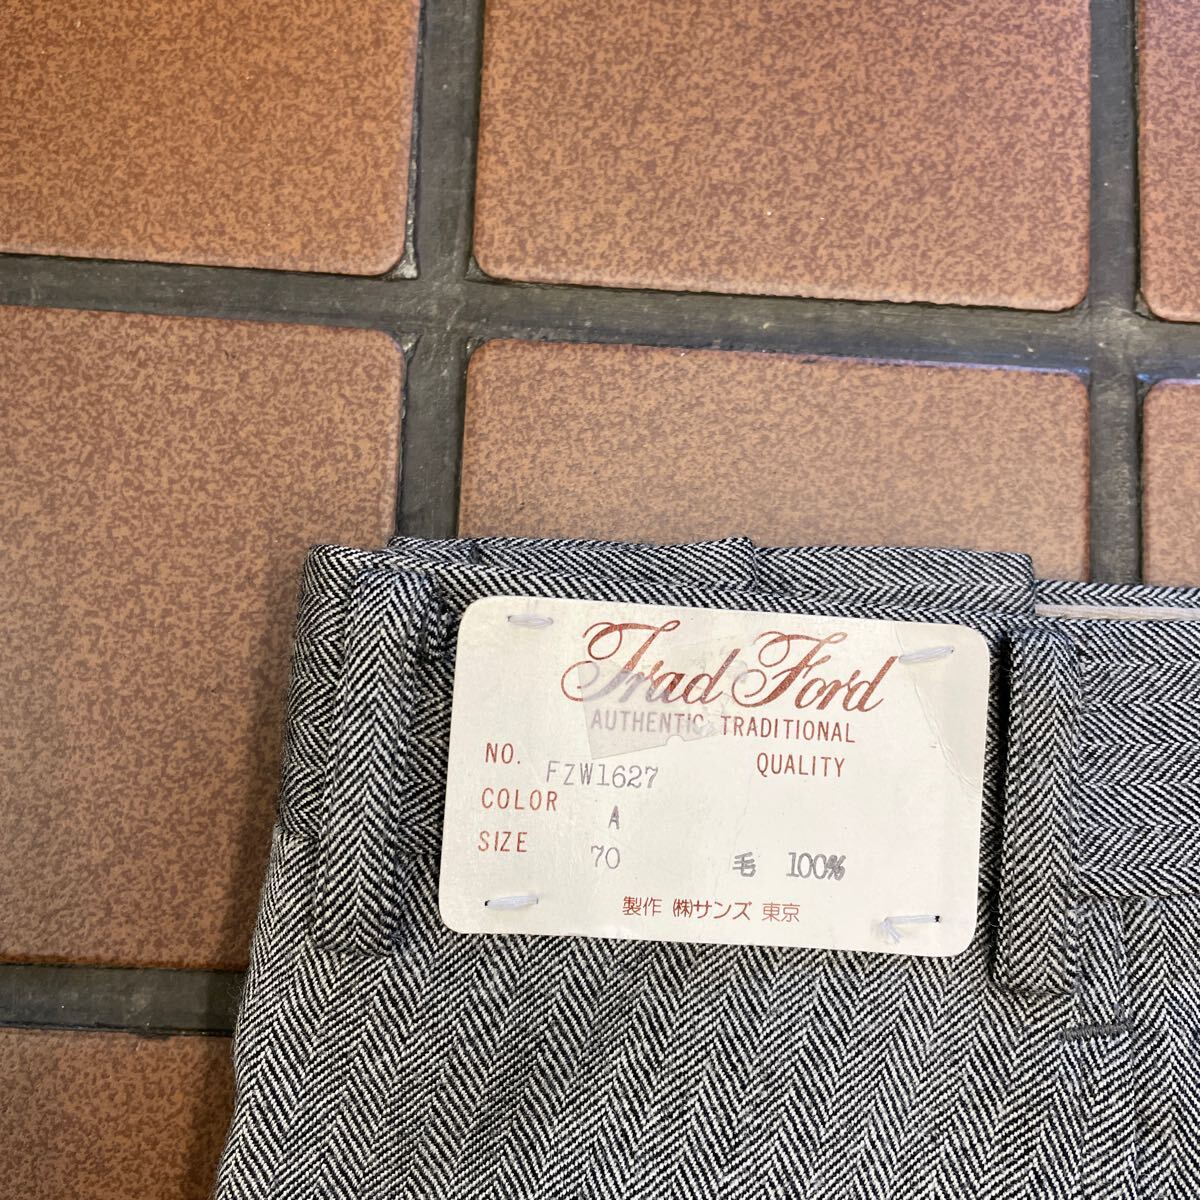 Trad Ford
AUTHENTIC TRADITIONAL
QUALITY
NO. FZW1627
COLOR A
SIZE 70
毛 100%
製作 ㈱サンズ 東京